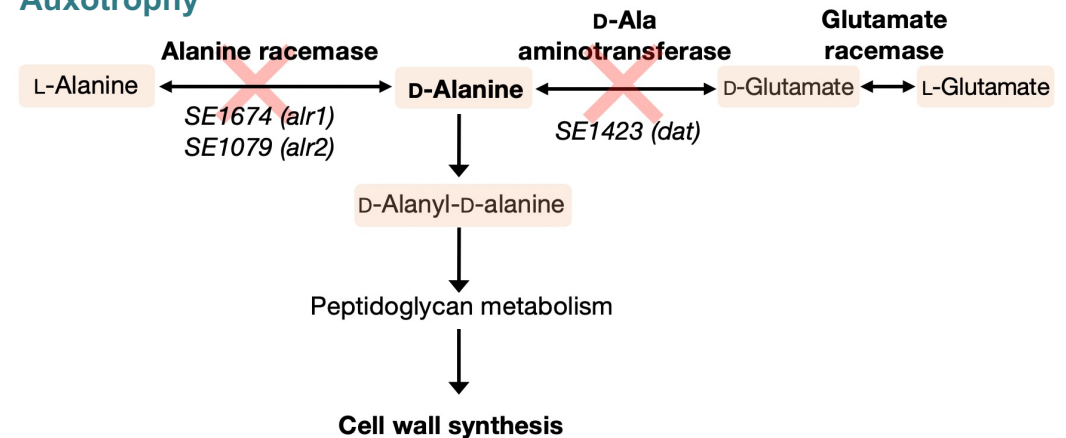 Auxotrophy
Alanine racemase
D-Ala
aminotransferase
Glutamate
racemase
L-Alanine
D-Alanine
D-Glutamate
L-Glutamate
SE1674 (alr1)
SE1079 (alr2)
SE1423 (dat)
D-Alanyl-D-alanine
Peptidoglycan metabolism
Cell wall synthesis